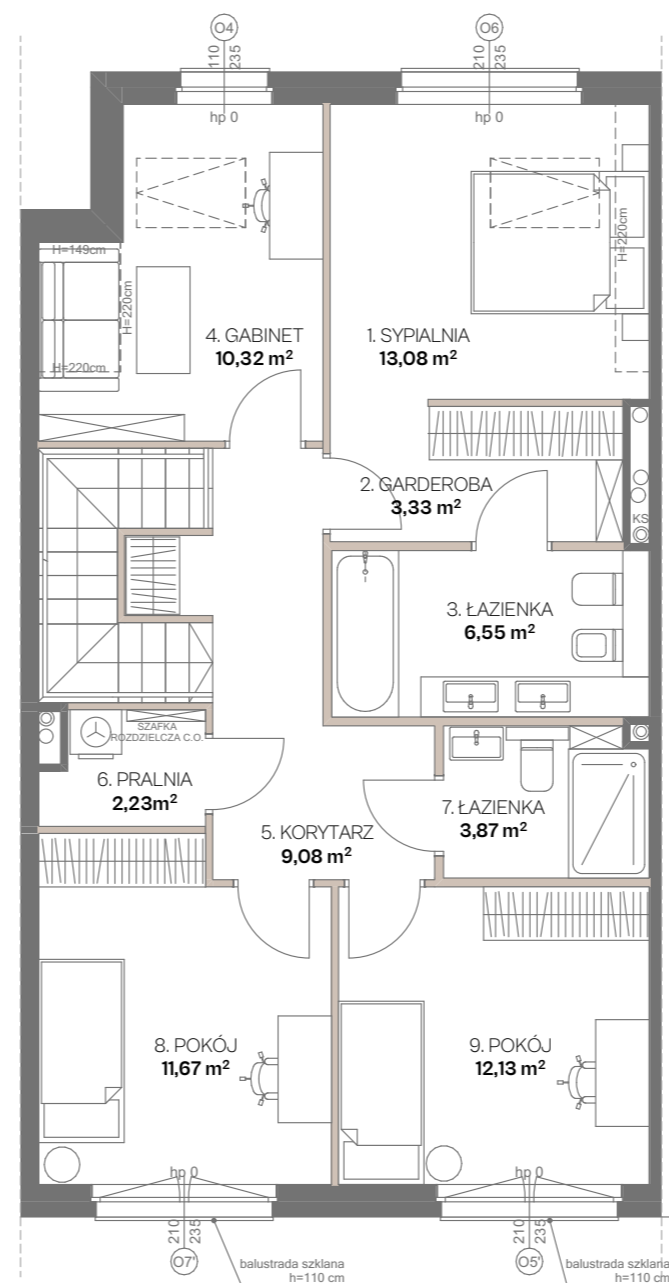 O4
O6
110
235
210
235
hp 0
hp 0
H=149cm
H=220cm
H=220cm
H=220cm
4. GABINET
10,32 m²
1. SYPIALNIA
13,08 m²
2. GARDEROBA
3,33 m²
KS
3. ŁAZIENKA
6,55 m²
SZAFKA
ROZDZIELCZA C.O.
6. PRALNIA
2,23m²
7. ŁAZIENKA
3,87 m²
5. KORYTARZ
9,08 m²
8. POKÓJ
11,67 m²
9. POKÓJ
12,13 m²
hp 0
hp 0
210
235
210
235
O7'
O5'
balustrada szklana
h=110 cm
balustrada szklana
h=110 cm